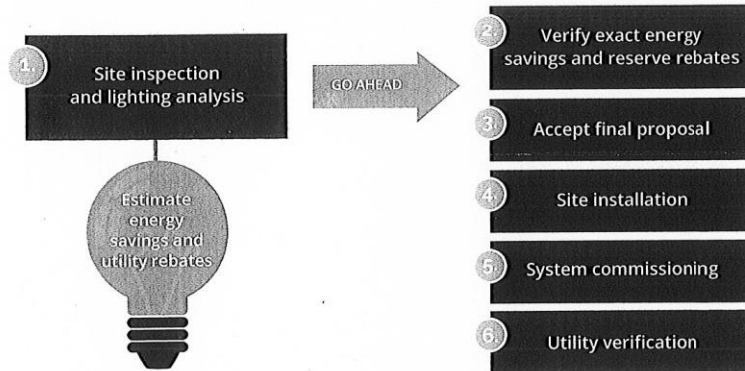 1.
Site inspection
and lighting analysis
Estimate
energy
savings and
utility rebates
GO AHEAD
2.
Verify exact energy
savings and reserve rebates
3.
Accept final proposal
4.
Site installation
5.
System commissioning
6.
Utility verification